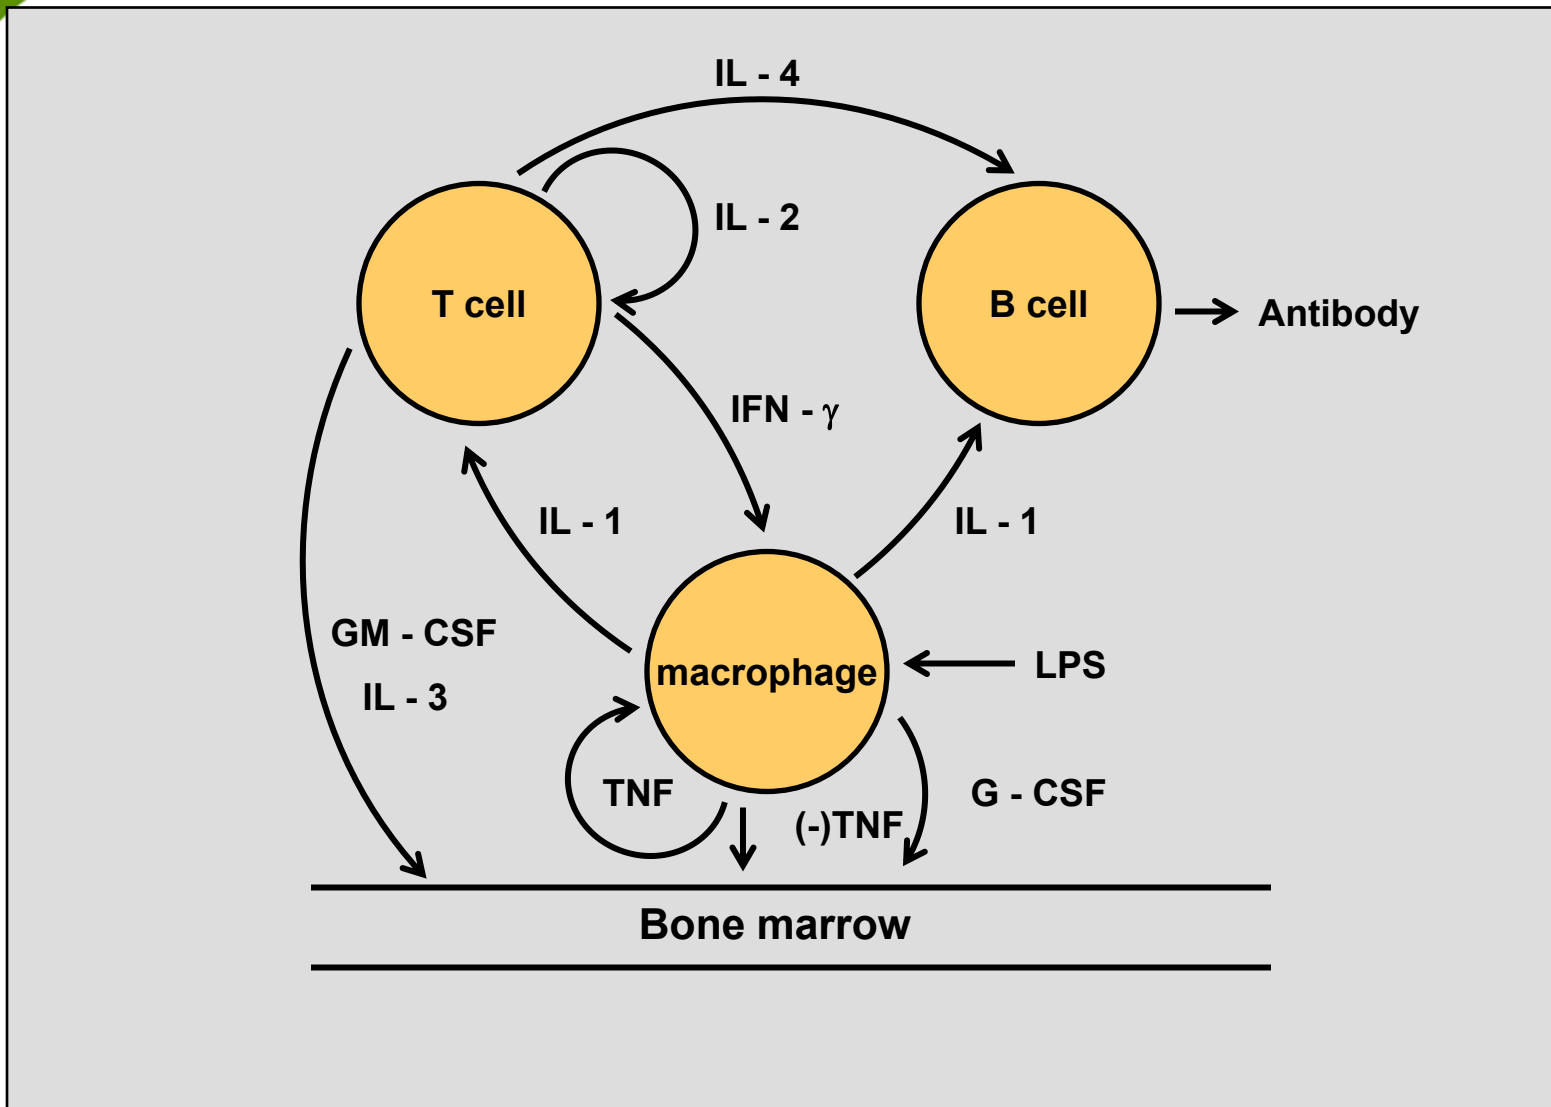 IL - 4
IL - 2
T cell
B cell
Antibody
IFN - γ
IL - 1
IL - 1
GM - CSF
IL - 3
macrophage
LPS
TNF
(-)TNF
G - CSF
Bone marrow